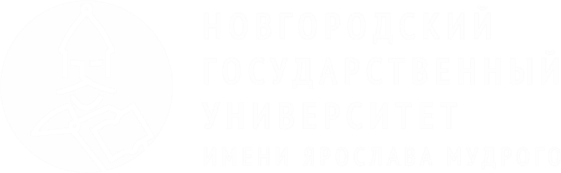 НОВГОРОДСКИЙ
ГОСУДАРСТВЕННЫЙ
УНИВЕРСИТЕТ
ИМЕНИ ЯРОСЛАВА МУДРОГО